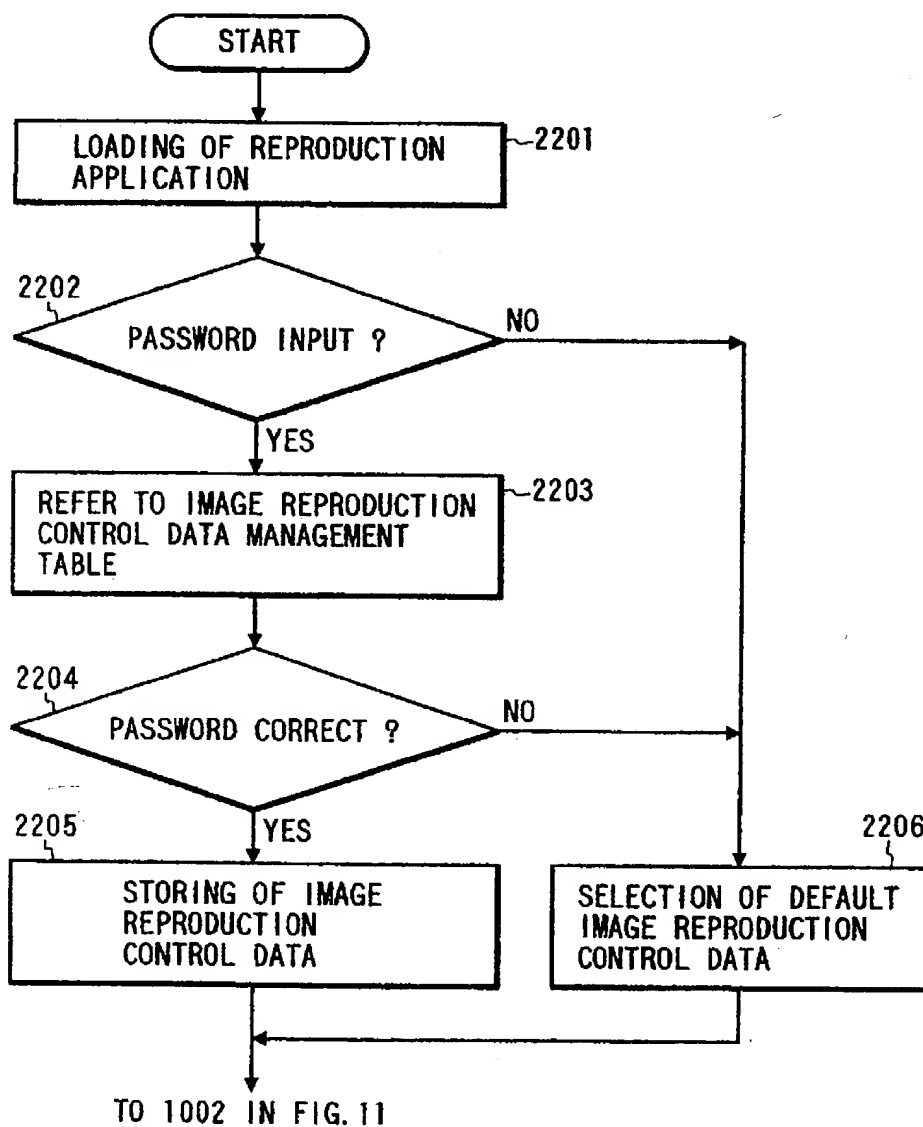 START
LOADING OF REPRODUCTION
APPLICATION
2201
2202
PASSWORD INPUT ?
NO
YES
REFER TO IMAGE REPRODUCTION
CONTROL DATA MANAGEMENT
TABLE
2203
2204
PASSWORD CORRECT ?
NO
YES
2205
STORING OF IMAGE
REPRODUCTION
CONTROL DATA
2206
SELECTION OF DEFAULT
IMAGE REPRODUCTION
CONTROL DATA
TO 1002 IN FIG. 11